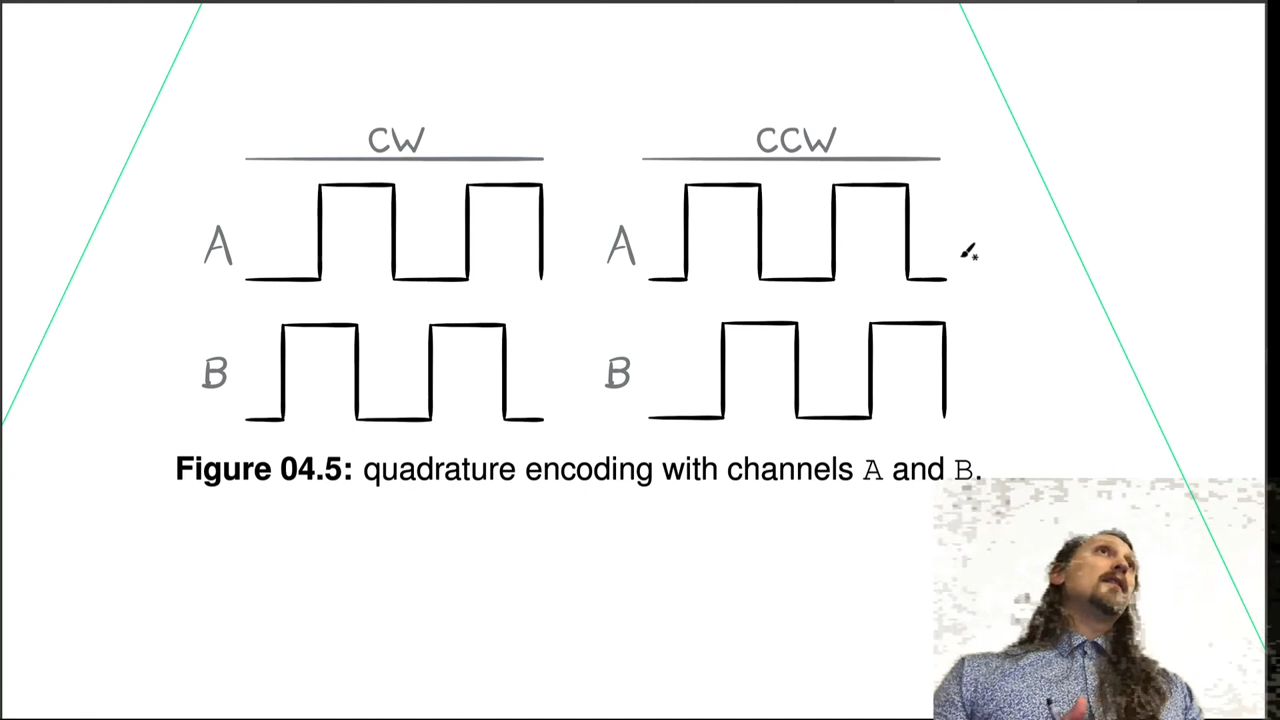 CW CCW
A A
B B
Figure 04.5: quadrature encoding with channels A and B.